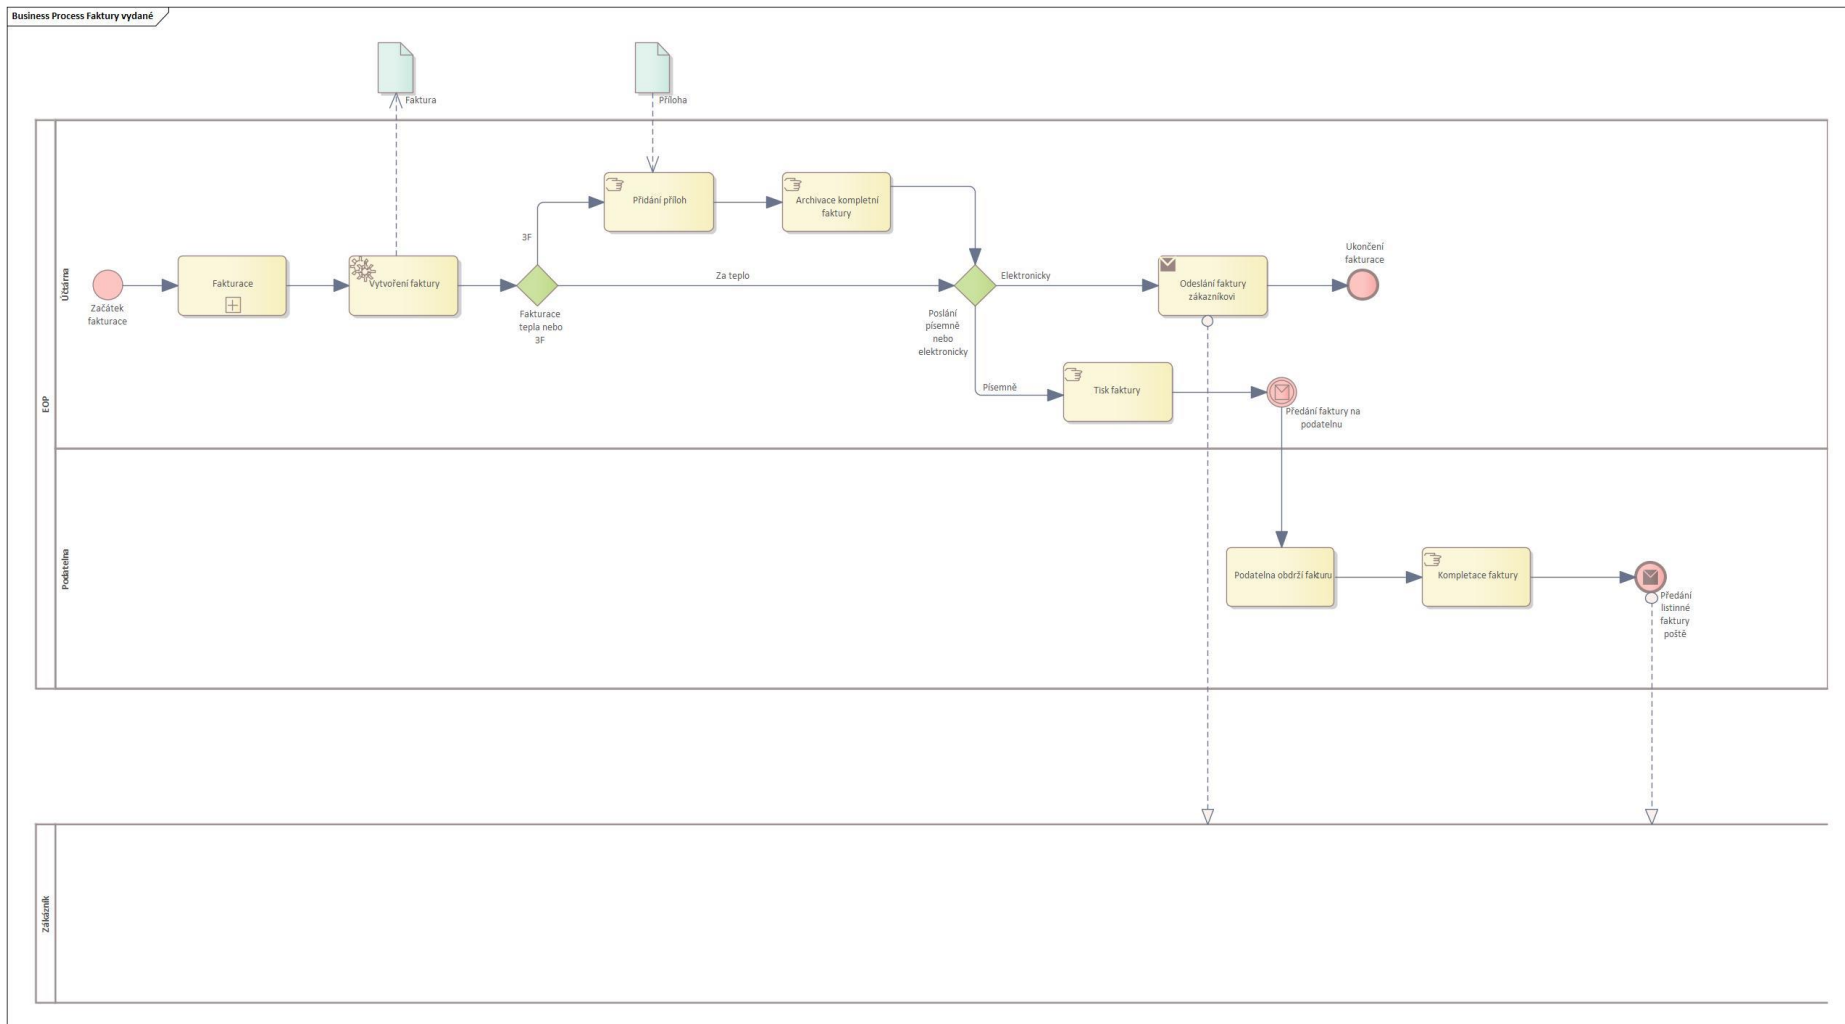 Business Process Faktury vydané
Faktura
Příloha
Účtárna
EOP
Začátek
fakturace
Fakturace
Vytvoření faktury
Fakturace
tepla nebo
3F
3F
Přidání příloh
Archivace kompletní
faktury
Za teplo
Poslání
písemně
nebo
elektronicky
Elektronicky
Odeslání faktury
zákazníkovi
Ukončení
fakturace
Písemně
Tisk faktury
Předání faktury na
podatelnu
Podatelna
Podatelna obdrží fakturu
Kompletace faktury
Předání
listinné
faktury
poště
Zákazník